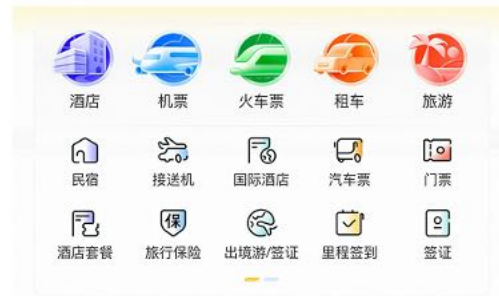 酒店 机票 火车票 租车 旅游
民宿 接送机 国际酒店 汽车票 门票
保
酒店套餐 旅行保险 出境游/签证 里程签到 签证